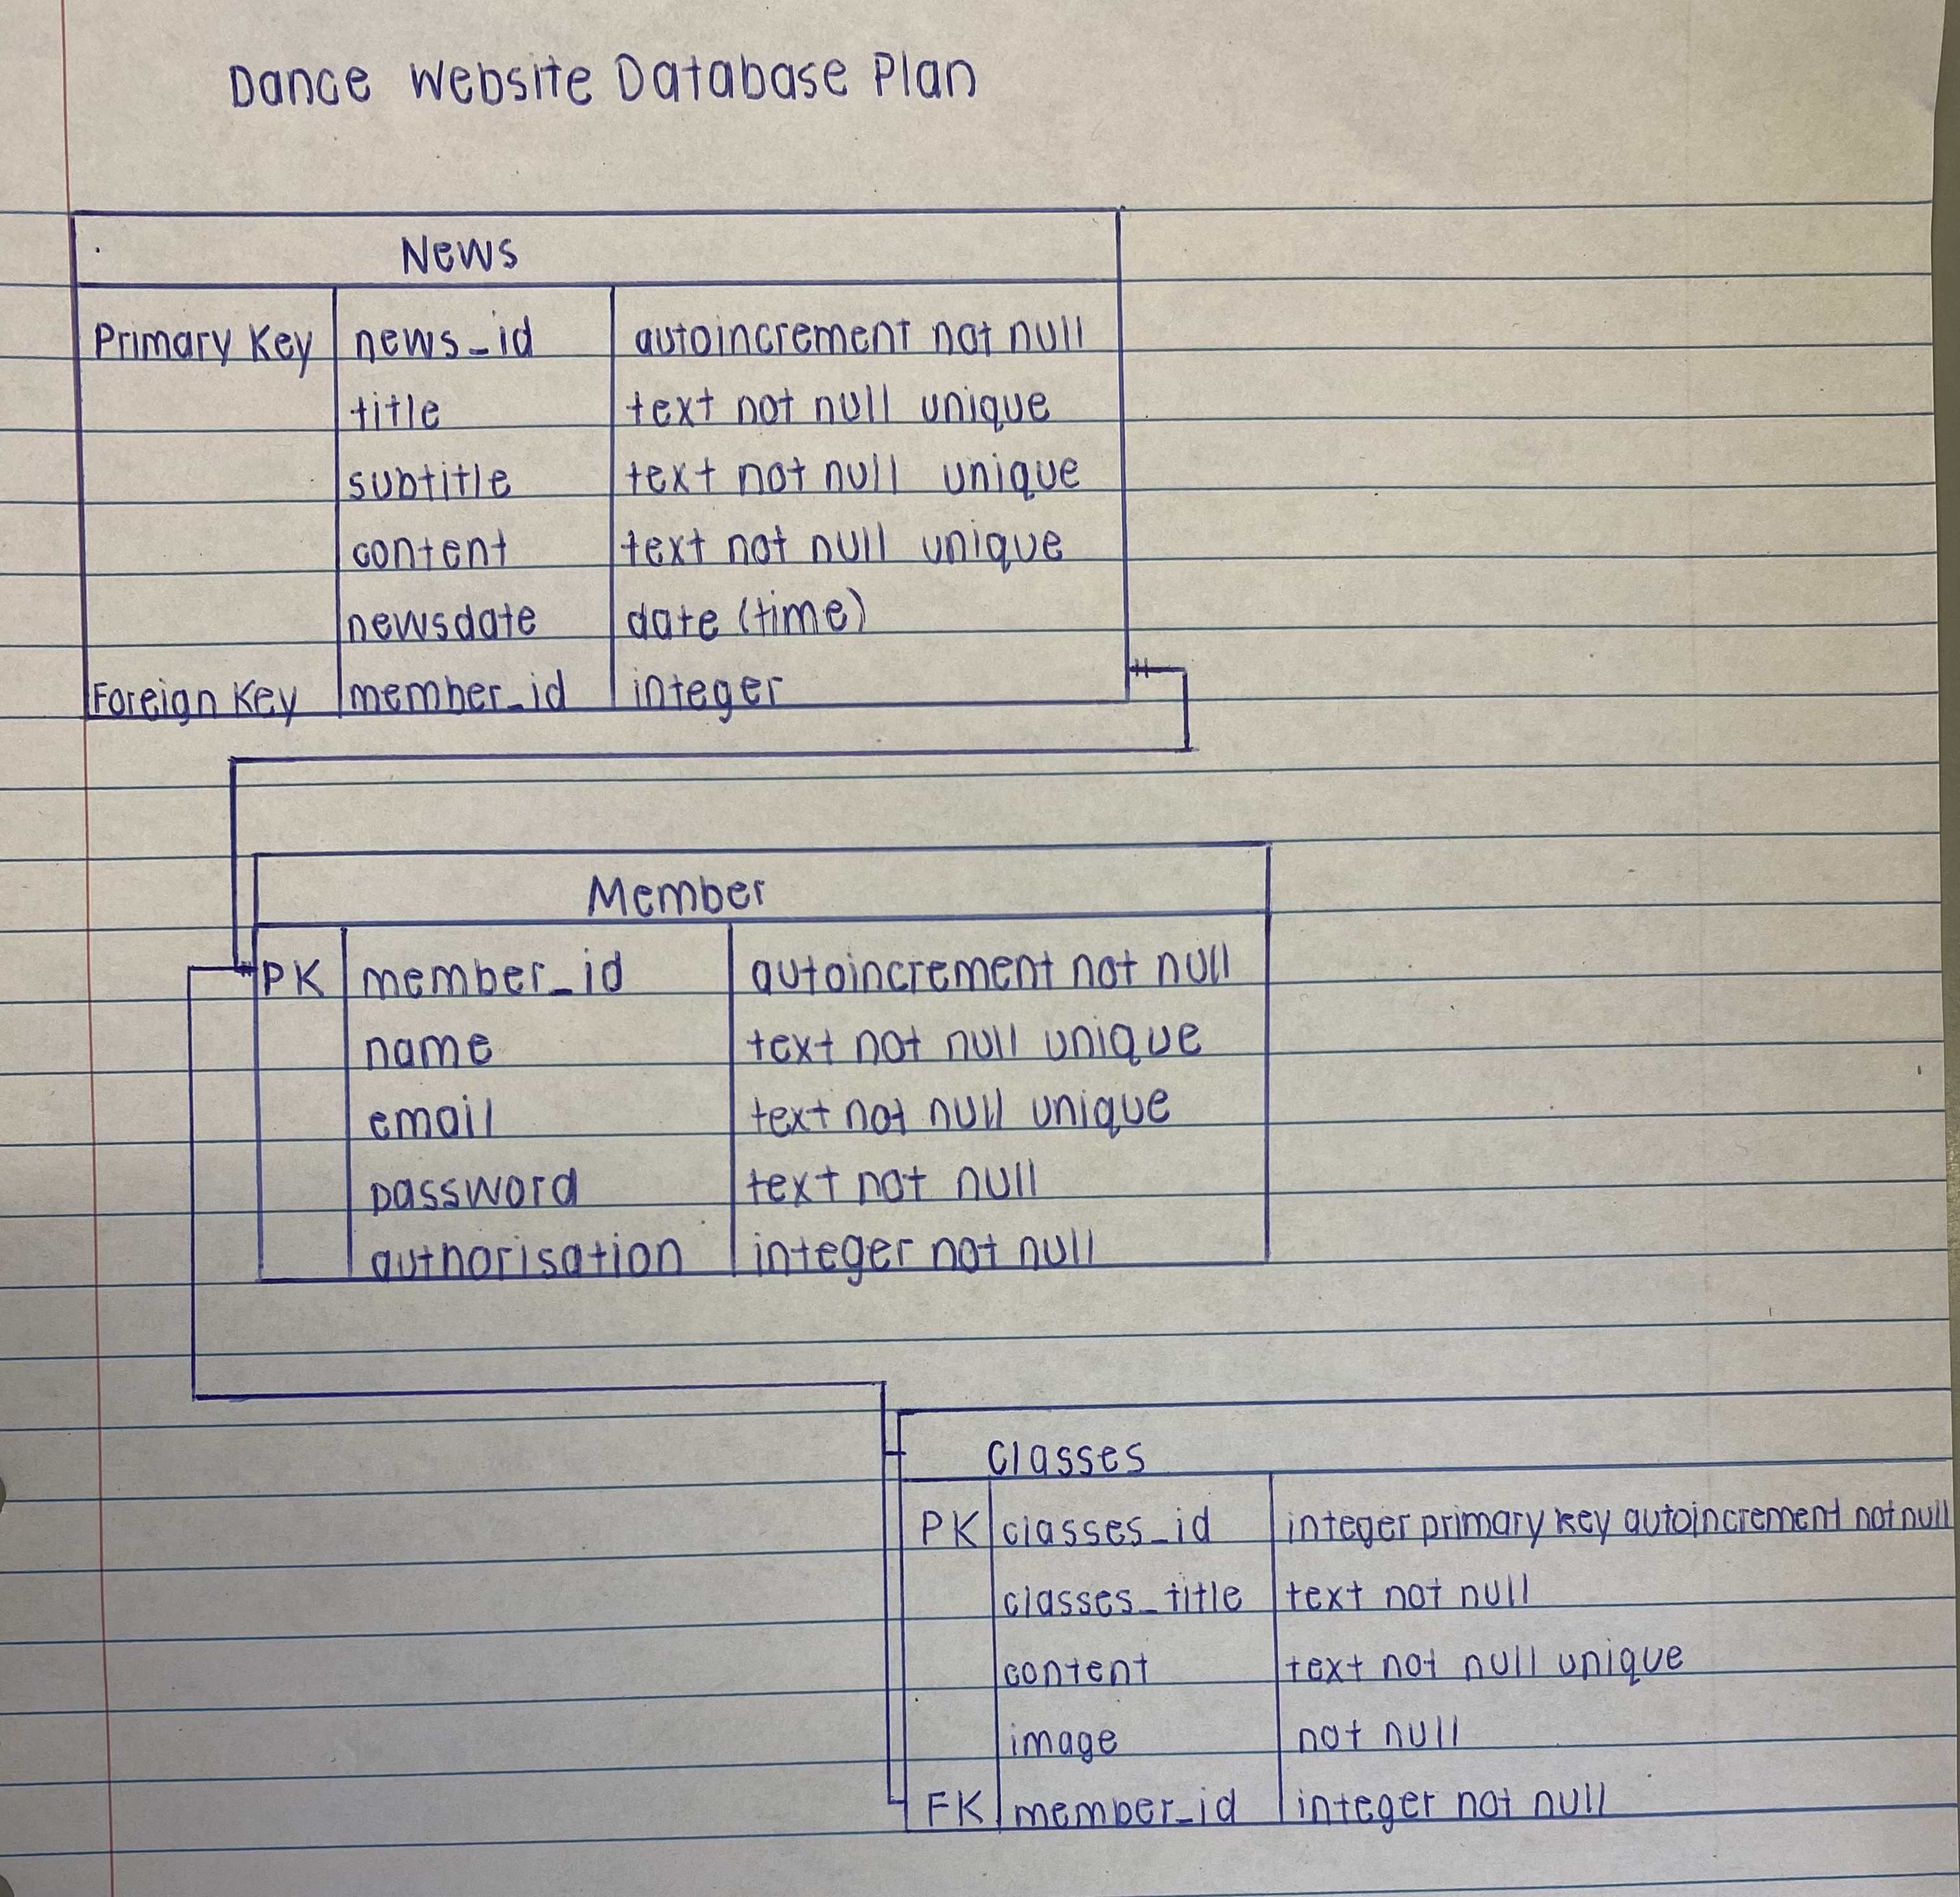 Dance Website Database Plan
News
Primary Key news_id autoincrement not null
title text not null unique
subtitle text not null unique
content text not null unique
newsdate date (time)
Foreign Key member_id integer
Member
PK member_id autoincrement not null
name text not null unique
email text not null unique
password text not null
authorisation integer not null
Classes
PK classes_id integer primary key autoincrement not null
classes_title text not null
content text not null unique
image not null
FK member_id integer not null